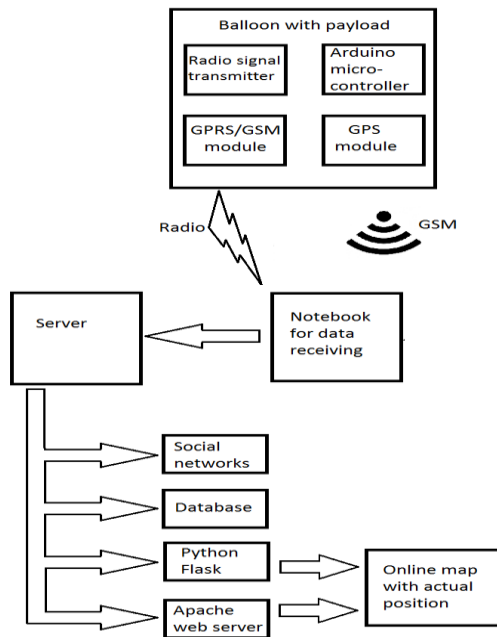 Balloon with payload
Radio signal
transmitter
Arduino
micro-
controller
GPRS/GSM
module
GPS
module
Radio
GSM
Server
Notebook
for data
receiving
Social
networks
Database
Python
Flask
Online map
with actual
position
Apache
web server